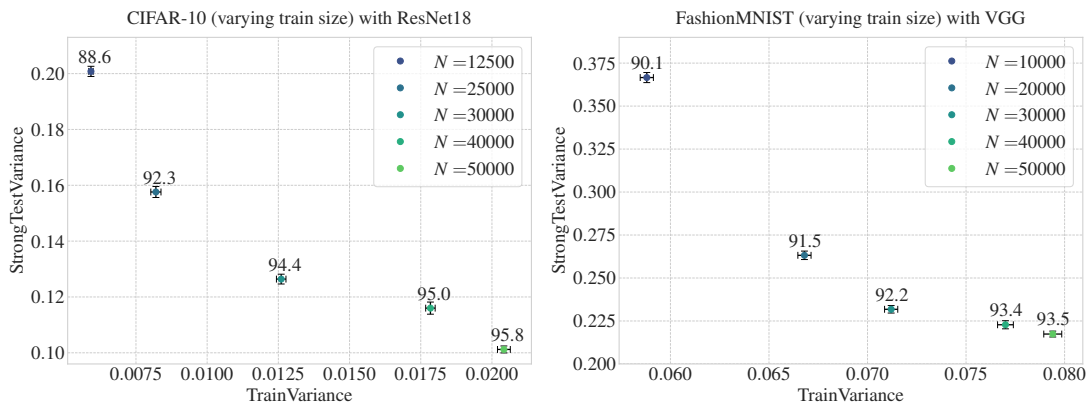 CIFAR-10 (varying train size) with ResNet18
StrongTestVariance
0.20
0.18
0.16
0.14
0.12
0.10
88.6
92.3
94.4
95.0
95.8
N =12500
N =25000
N =30000
N =40000
N =50000
0.0075 0.0100 0.0125 0.0150 0.0175 0.0200
TrainVariance
FashionMNIST (varying train size) with VGG
StrongTestVariance
0.375
0.350
0.325
0.300
0.275
0.250
0.225
0.200
90.1
91.5
92.2
93.4
93.5
N =10000
N =20000
N =30000
N =40000
N =50000
0.060 0.065 0.070 0.075 0.080
TrainVariance